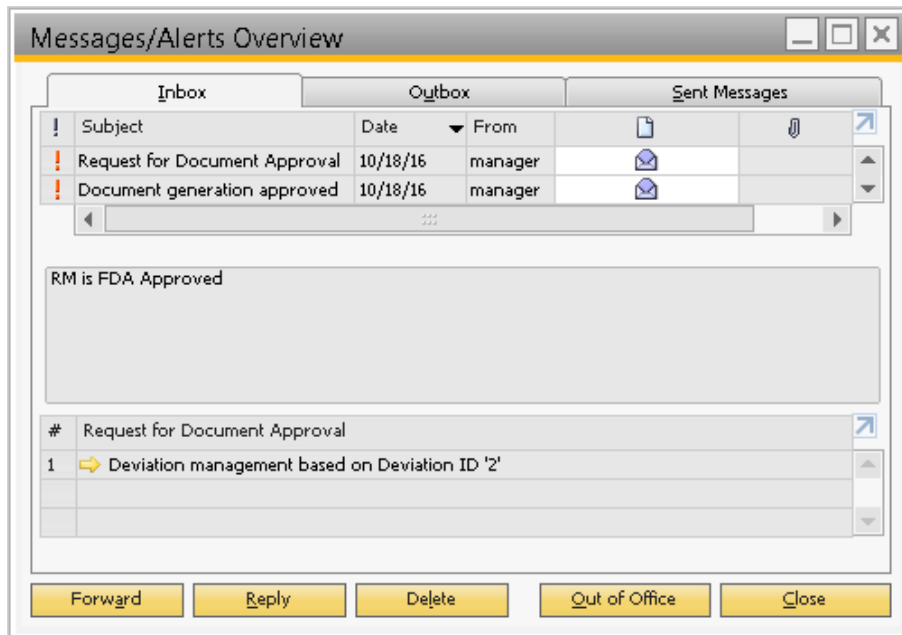 Messages/Alerts Overview
Inbox Outbox Sent Messages
! Subject Date From
! Request for Document Approval 10/18/16 manager
! Document generation approved 10/18/16 manager
RM is FDA Approved
# Request for Document Approval
1 Deviation management based on Deviation ID '2'
Forward Reply Delete Out of Office Close